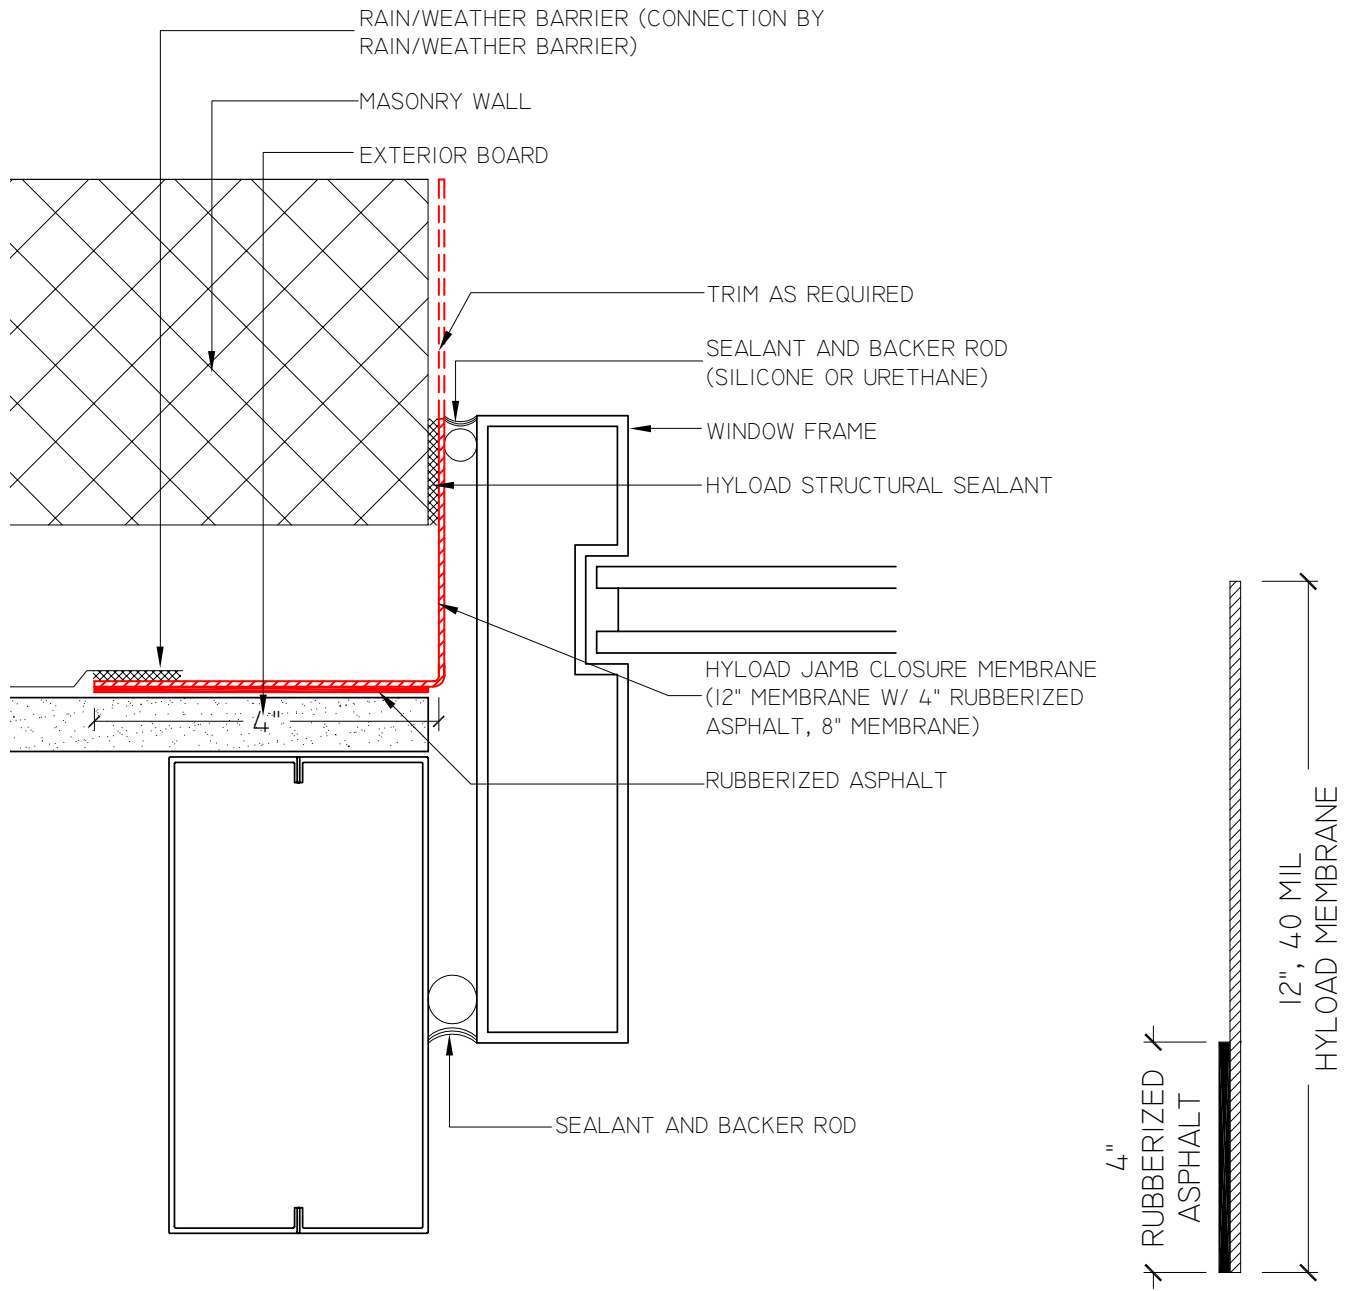 RAIN/WEATHER BARRIER (CONNECTION BY
RAIN/WEATHER BARRIER)
MASONRY WALL
EXTERIOR BOARD
TRIM AS REQUIRED
SEALANT AND BACKER ROD
(SILICONE OR URETHANE)
WINDOW FRAME
HYLOAD STRUCTURAL SEALANT
HYLOAD JAMB CLOSURE MEMBRANE
(12" MEMBRANE W/ 4" RUBBERIZED
ASPHALT, 8" MEMBRANE)
4"
RUBBERIZED ASPHALT
SEALANT AND BACKER ROD
4"
RUBBERIZED
ASPHALT
12", 40 MIL
HYLOAD MEMBRANE